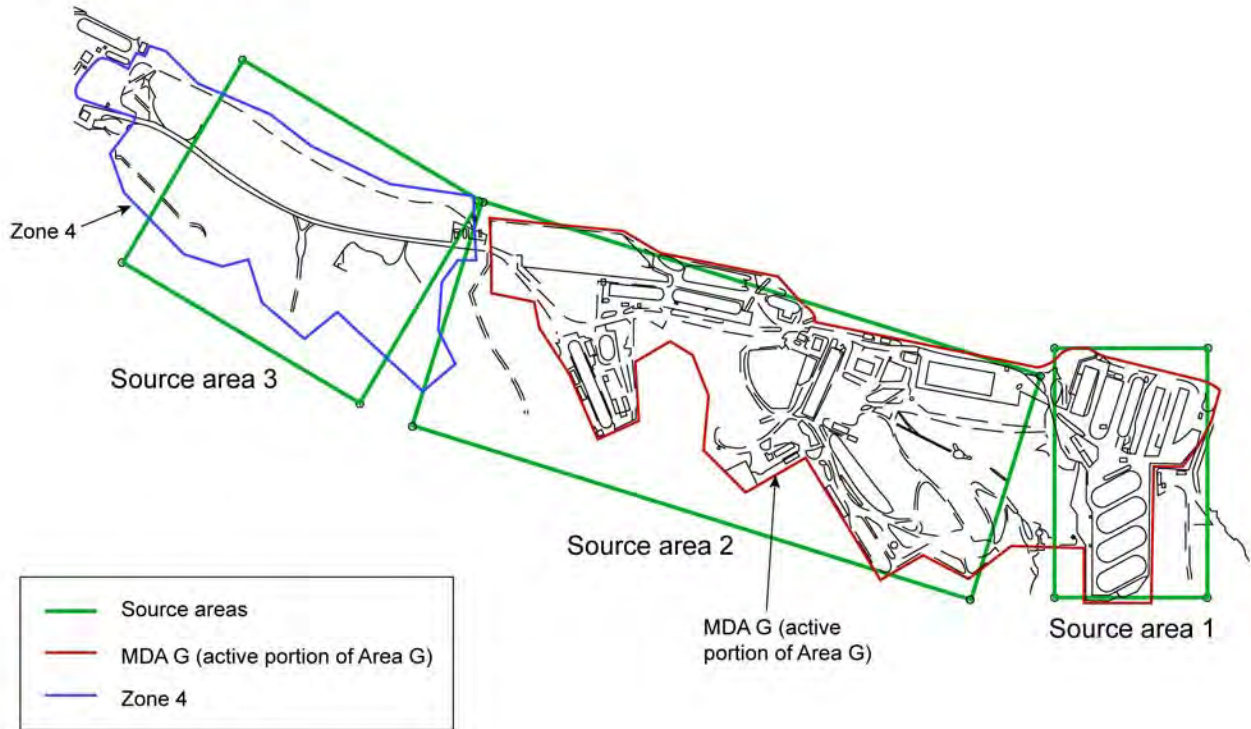 Zone 4
Source area 3
Source area 2
MDA G (active
portion of Area G)
Source area 1
Source areas
MDA G (active portion of Area G)
Zone 4